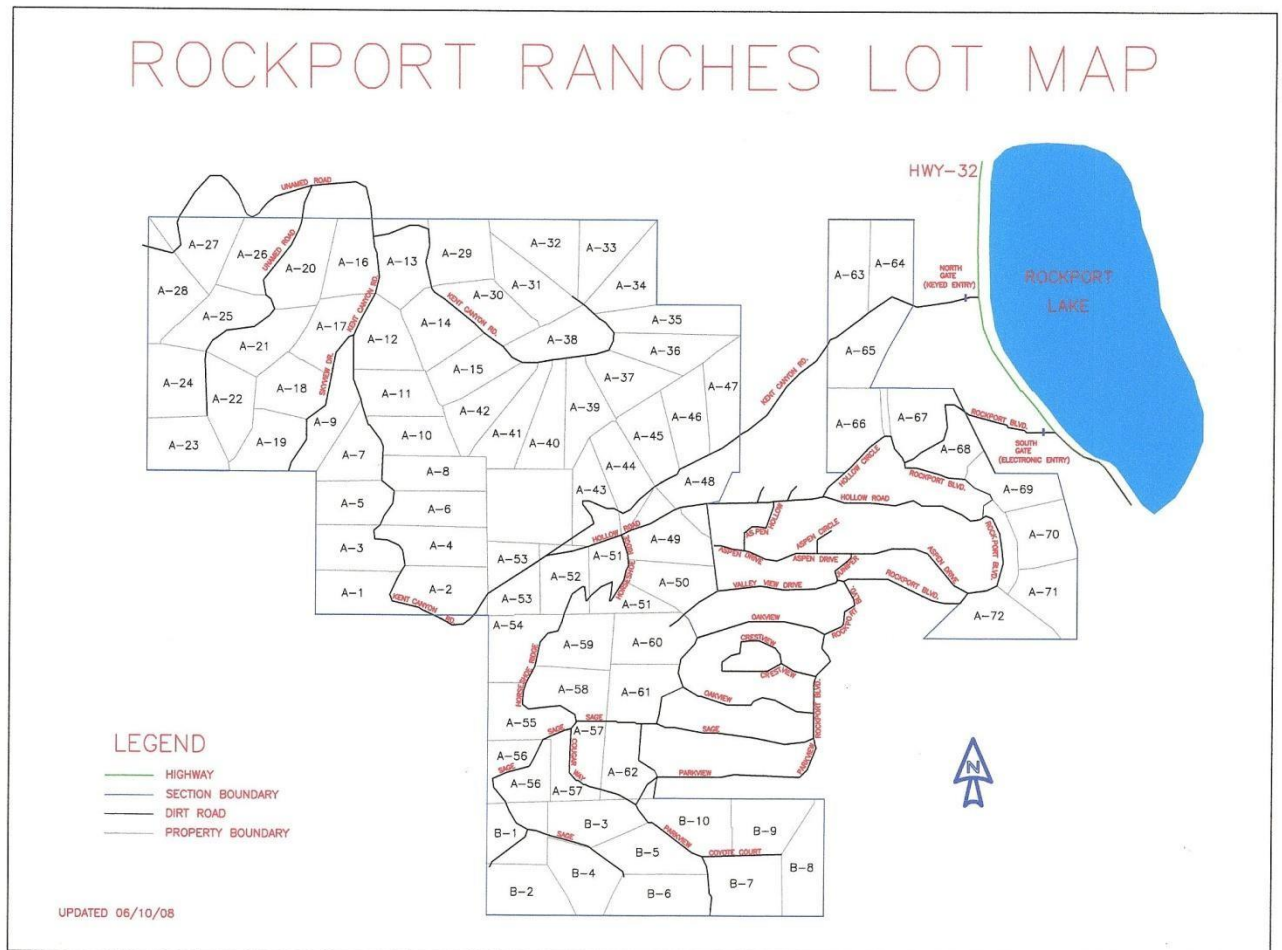 ROCKPORT RANCHES LOT MAP
HWY-32
UNAMED ROAD
A-27
A-26
UNAMED ROAD
A-20
A-16
A-13
A-29
A-32
A-33
A-63
A-64
NORTH
GATE
(KEYED ENTRY)
ROCKPORT
LAKE
A-28
A-25
A-30
A-31
A-34
A-17
KENT CANYON RD.
A-12
A-14
KENT CANYON RD.
A-38
A-35
A-36
A-65
KENT CANYON RD.
A-21
SKYVIEW DR.
A-24
A-22
A-18
A-11
A-15
A-37
A-47
A-42
A-39
A-46
A-23
A-19
A-9
A-7
A-10
A-41
A-40
A-45
A-66
A-67
ROCKPORT BLVD.
SOUTH
GATE
(ELECTRONIC ENTRY)
A-68
A-8
A-44
A-43
A-48
HOLLOW CIRCLE
ROCKPORT BLVD.
A-69
A-5
A-6
HOLLOW ROAD
A-70
A-3
A-4
HOLLOW ROAD
A-49
ASPEN HOLLOW
ASPEN CIRCLE
ROCKPORT BLVD.
A-53
A-52
A-51
HORSESHOE RIDGE
ASPEN DRIVE
ASPEN DRIVE
JUNIPER
ASPEN DRIVE
A-1
A-2
A-53
A-50
A-51
VALLEY VIEW DRIVE
ROCKPORT BLVD.
A-71
KENT CANYON RD
A-72
A-54
A-59
A-60
OAKVIEW
ROCKPORT BLVD.
CRESTVIEW
CRESTVIEW
HORSESHOE RIDGE
A-58
A-61
OAKVIEW
ROCKPORT BLVD.
A-55
SAGE
SAGE
A-57
SAGE
PARKVIEW
A-56
SAGE
COUGAR WAY
A-56
A-57
A-62
PARKVIEW
N
LEGEND
HIGHWAY
SECTION BOUNDARY
DIRT ROAD
PROPERTY BOUNDARY
B-1
B-3
SAGE
B-10
B-9
PARKVIEW
B-5
COYOTE COURT
B-4
B-8
B-2
B-6
B-7
UPDATED 06/10/08